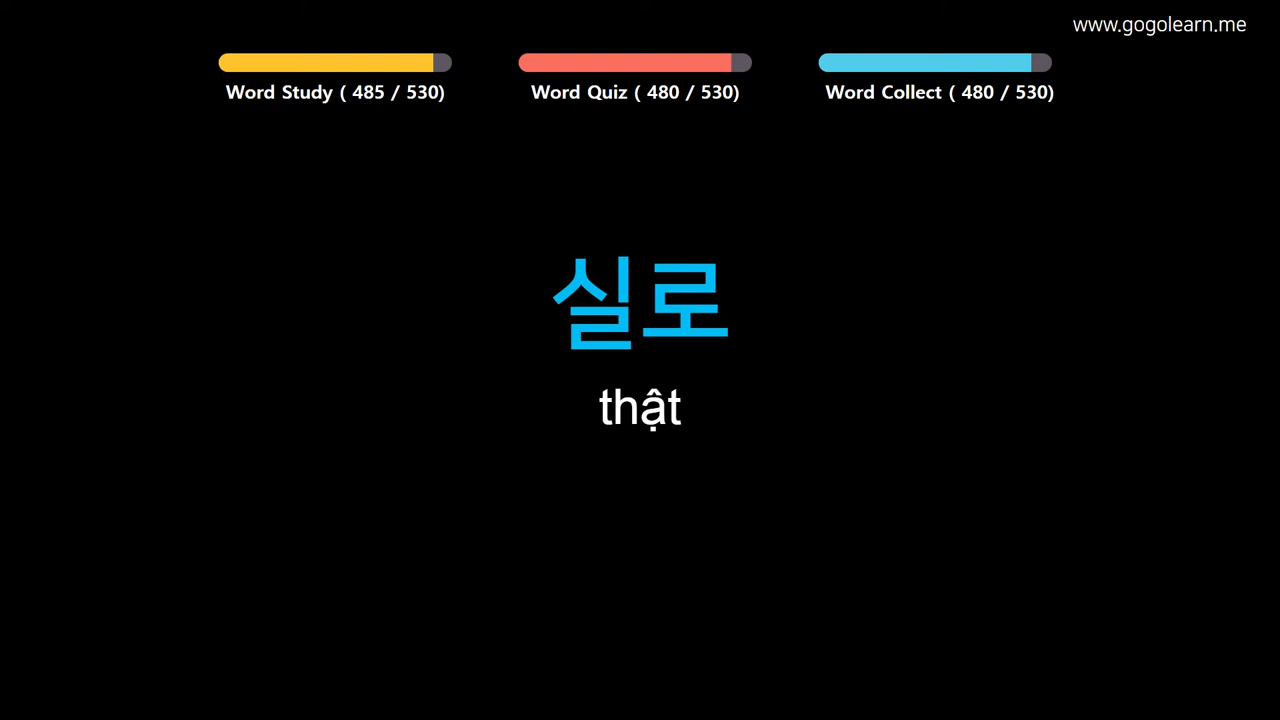 www.gogolearn.me
Word Study ( 485 / 530)
Word Quiz ( 480 / 530)
Word Collect ( 480 / 530)
실로
thật